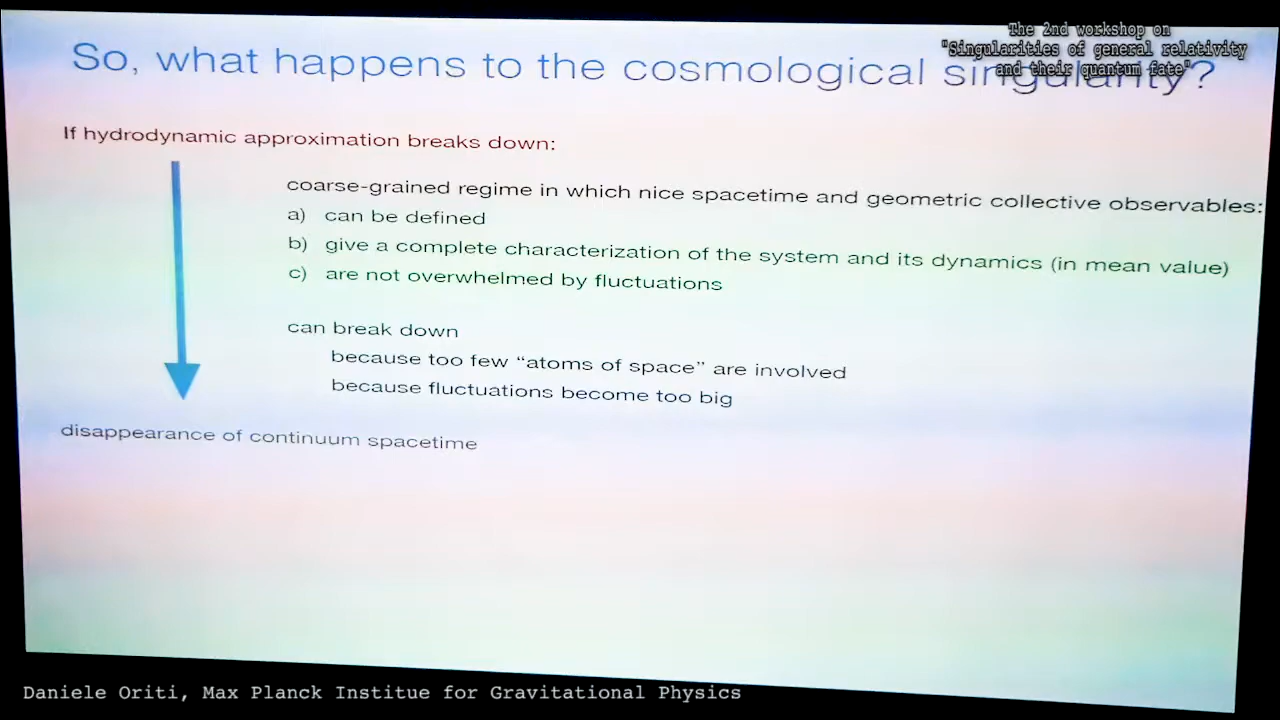 The 2nd workshop on
"Singularities of general relativity
and their quantum fate"
So, what happens to the cosmological singularity?
If hydrodynamic approximation breaks down:
coarse-grained regime in which nice spacetime and geometric collective observables:
a) can be defined
b) give a complete characterization of the system and its dynamics (in mean value)
c) are not overwhelmed by fluctuations
can break down
because too few “atoms of space” are involved
because fluctuations become too big
disappearance of continuum spacetime
Daniele Oriti, Max Planck Institue for Gravitational Physics